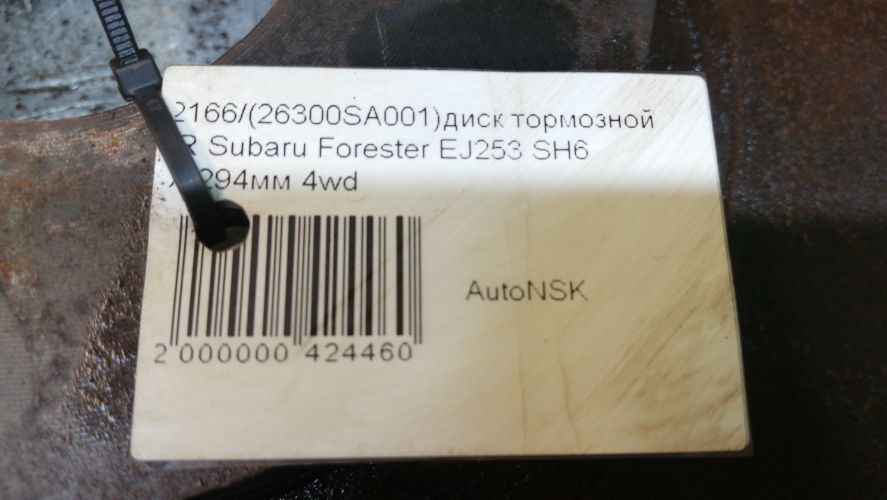 2166/(26300SA001)диск тормозной
R Subaru Forester EJ253 SH6
294мм 4wd
2 000000 424460
AutoNSK